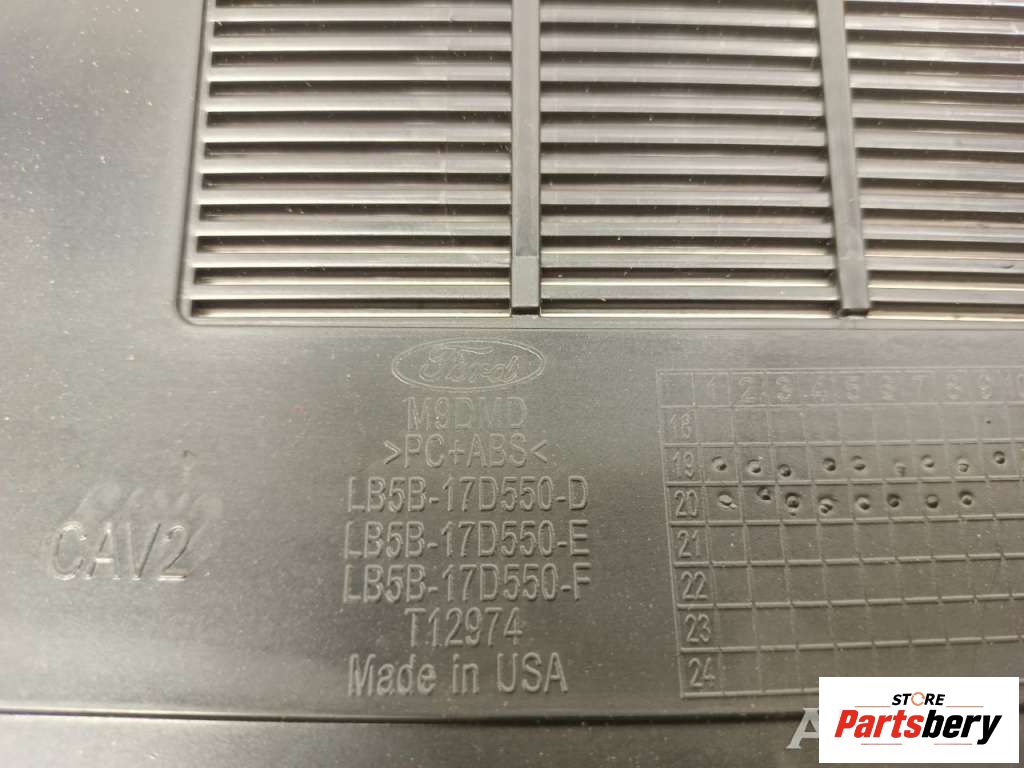 Ford
M9DMD
>PC+ABS<
LB5B-17D550-D
LB5B-17D550-E
LB5B-17D550-F
T12974
Made in USA
CAV2
1 2 3 4 5 6 7 8 9
18
19
20
21
22
23
24
STORE
Partsbery